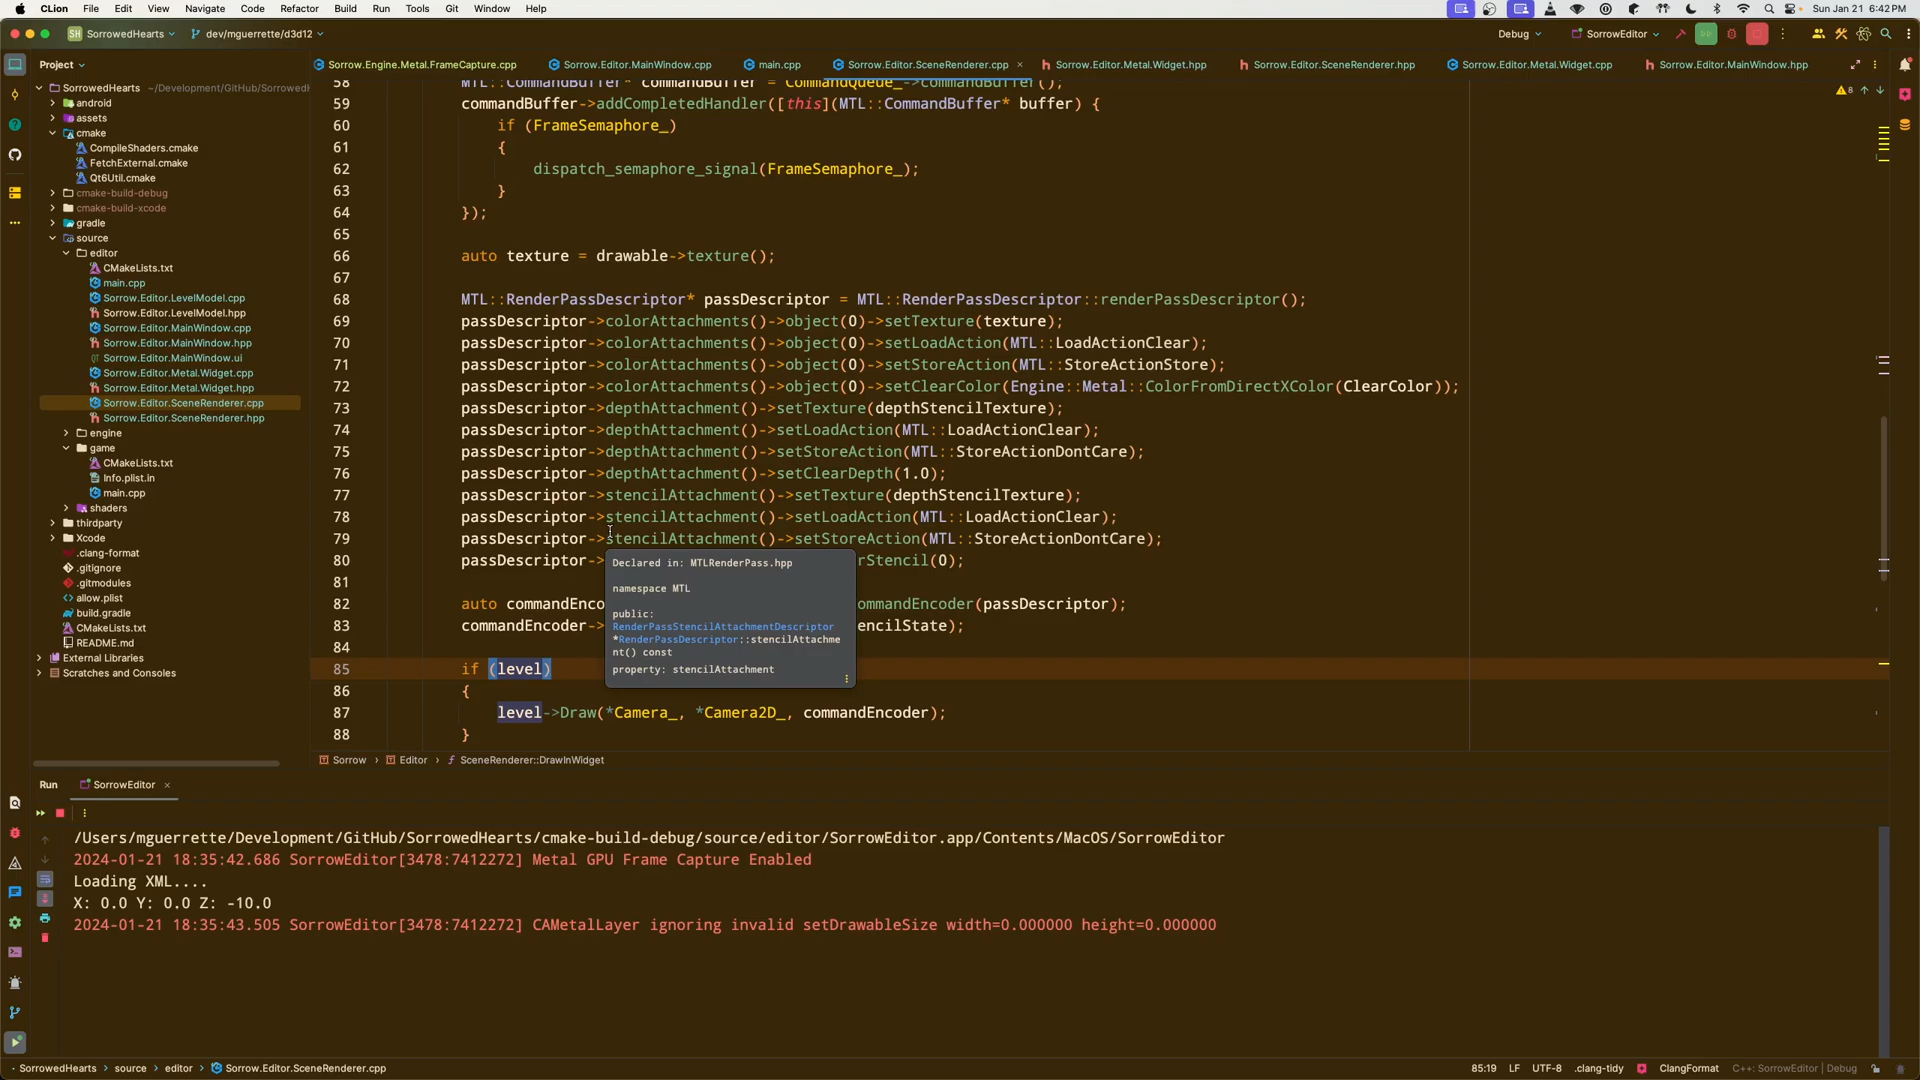 CLion File Edit View Navigate Code Refactor Build Run Tools Git Window Help Sun Jan 21 6:42 PM
SH SorrowedHearts dev/mguerrette/d3d12 Debug SorrowEditor
Project
Sorrow.Engine.Metal.FrameCapture.cpp Sorrow.Editor.MainWindow.cpp main.cpp Sorrow.Editor.SceneRenderer.cpp Sorrow.Editor.Metal.Widget.hpp Sorrow.Editor.SceneRenderer.hpp Sorrow.Editor.Metal.Widget.cpp Sorrow.Editor.MainWindow.hpp
SorrowedHearts ~/Development/GitHub/SorrowedH
android
assets
cmake
CompileShaders.cmake
FetchExternal.cmake
Qt6Util.cmake
cmake-build-debug
cmake-build-xcode
gradle
source
editor
CMakeLists.txt
main.cpp
Sorrow.Editor.LevelModel.cpp
Sorrow.Editor.LevelModel.hpp
Sorrow.Editor.MainWindow.cpp
Sorrow.Editor.MainWindow.hpp
Sorrow.Editor.MainWindow.ui
Sorrow.Editor.Metal.Widget.cpp
Sorrow.Editor.Metal.Widget.hpp
Sorrow.Editor.SceneRenderer.cpp
Sorrow.Editor.SceneRenderer.hpp
engine
game
CMakeLists.txt
Info.plist.in
main.cpp
shaders
thirdparty
Xcode
.clang-format
.gitignore
.gitmodules
allow.plist
build.gradle
CMakeLists.txt
README.md
External Libraries
Scratches and Consoles
8
58 MTL::CommandBuffer* commandBuffer = CommandQueue_->commandBuffer();
59 commandBuffer->addCompletedHandler([this](MTL::CommandBuffer* buffer) {
60 if (FrameSemaphore_)
61 {
62 dispatch_semaphore_signal(FrameSemaphore_);
63 }
64 });
65
66 auto texture = drawable->texture();
67
68 MTL::RenderPassDescriptor* passDescriptor = MTL::RenderPassDescriptor::renderPassDescriptor();
69 passDescriptor->colorAttachments()->object(0)->setTexture(texture);
70 passDescriptor->colorAttachments()->object(0)->setLoadAction(MTL::LoadActionClear);
71 passDescriptor->colorAttachments()->object(0)->setStoreAction(MTL::StoreActionStore);
72 passDescriptor->colorAttachments()->object(0)->setClearColor(Engine::Metal::ColorFromDirectXColor(ClearColor));
73 passDescriptor->depthAttachment()->setTexture(depthStencilTexture);
74 passDescriptor->depthAttachment()->setLoadAction(MTL::LoadActionClear);
75 passDescriptor->depthAttachment()->setStoreAction(MTL::StoreActionDontCare);
76 passDescriptor->depthAttachment()->setClearDepth(1.0);
77 passDescriptor->stencilAttachment()->setTexture(depthStencilTexture);
78 passDescriptor->stencilAttachment()->setLoadAction(MTL::LoadActionClear);
79 passDescriptor->stencilAttachment()->setStoreAction(MTL::StoreActionDontCare);
80 passDescriptor-> rStencil(0);
81
82 auto commandEnco ommandEncoder(passDescriptor);
83 commandEncoder-> encilState);
84
85 if (level)
86 {
87 level->Draw(*Camera_, *Camera2D_, commandEncoder);
88 }
Declared in: MTLRenderPass.hpp
namespace MTL
public:
RenderPassStencilAttachmentDescriptor
*RenderPassDescriptor::stencilAttachme
nt() const
property: stencilAttachment
Sorrow Editor SceneRenderer::DrawInWidget
Run SorrowEditor
/Users/mguerrette/Development/GitHub/SorrowedHearts/cmake-build-debug/source/editor/SorrowEditor.app/Contents/MacOS/SorrowEditor
2024-01-21 18:35:42.686 SorrowEditor[3478:7412272] Metal GPU Frame Capture Enabled
Loading XML....
X: 0.0 Y: 0.0 Z: -10.0
2024-01-21 18:35:43.505 SorrowEditor[3478:7412272] CAMetalLayer ignoring invalid setDrawableSize width=0.000000 height=0.000000
SorrowedHearts source editor Sorrow.Editor.SceneRenderer.cpp 85:19 LF UTF-8 .clang-tidy ClangFormat C++: SorrowEditor | Debug